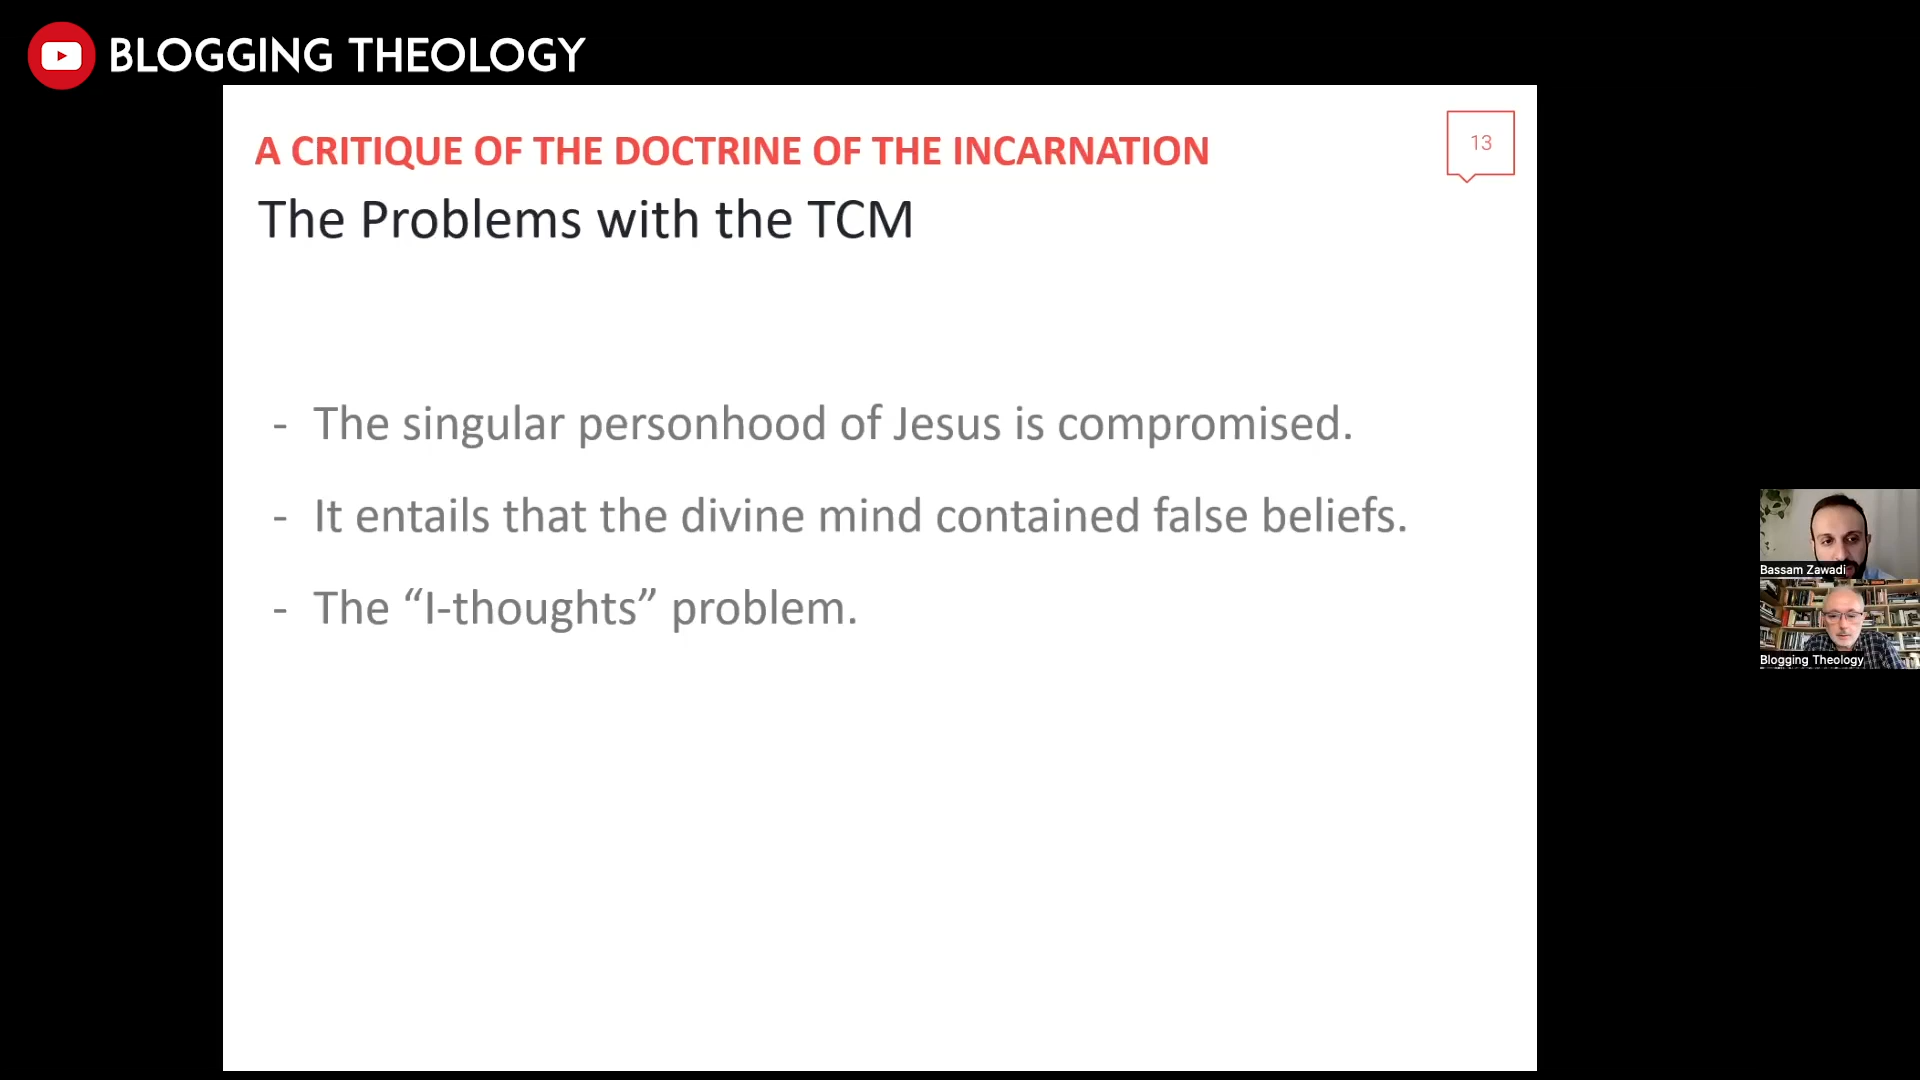 BLOGGING THEOLOGY
A CRITIQUE OF THE DOCTRINE OF THE INCARNATION
13
The Problems with the TCM
- The singular personhood of Jesus is compromised.
- It entails that the divine mind contained false beliefs.
- The “I-thoughts” problem.
Bassam Zawadi
Blogging Theology